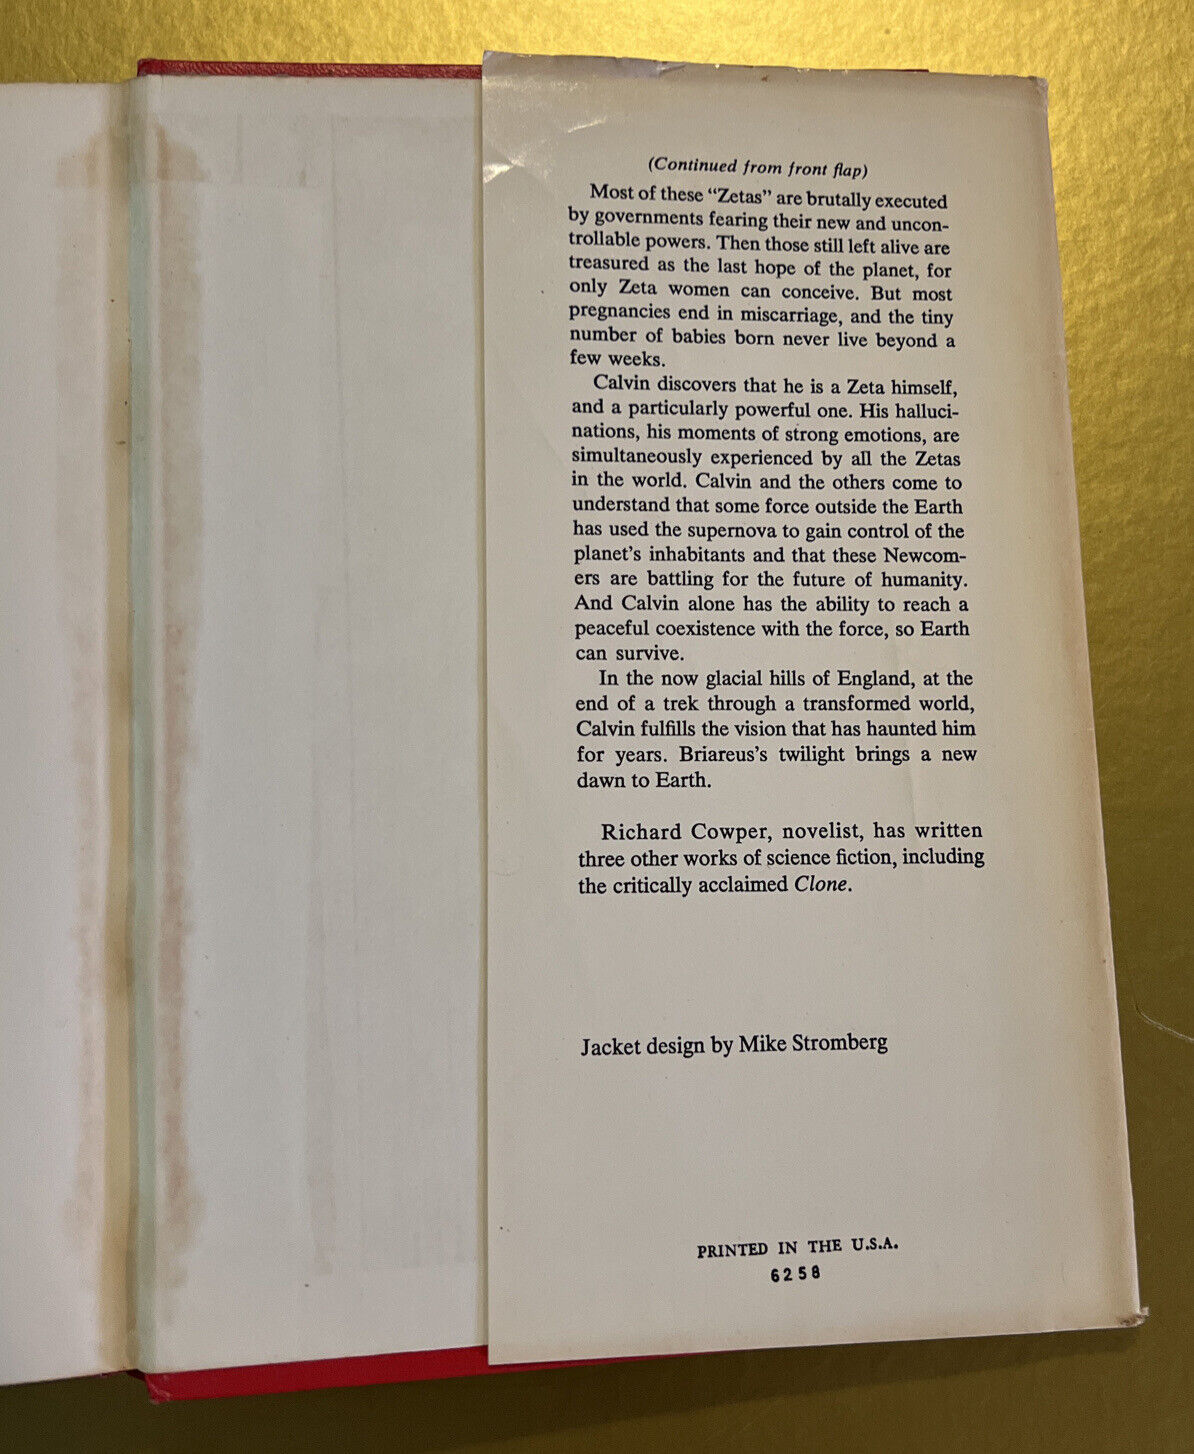 (Continued from front flap)
Most of these “Zetas” are brutally executed
by governments fearing their new and uncon-
trollable powers. Then those still left alive are
treasured as the last hope of the planet, for
only Zeta women can conceive. But most
pregnancies end in miscarriage, and the tiny
number of babies born never live beyond a
few weeks.
Calvin discovers that he is a Zeta himself,
and a particularly powerful one. His halluci-
nations, his moments of strong emotions, are
simultaneously experienced by all the Zetas
in the world. Calvin and the others come to
understand that some force outside the Earth
has used the supernova to gain control of the
planet’s inhabitants and that these Newcom-
ers are battling for the future of humanity.
And Calvin alone has the ability to reach a
peaceful coexistence with the force, so Earth
can survive.
In the now glacial hills of England, at the
end of a trek through a transformed world,
Calvin fulfills the vision that has haunted him
for years. Briareus’s twilight brings a new
dawn to Earth.
Richard Cowper, novelist, has written
three other works of science fiction, including
the critically acclaimed Clone.
Jacket design by Mike Stromberg
PRINTED IN THE U.S.A.
6258